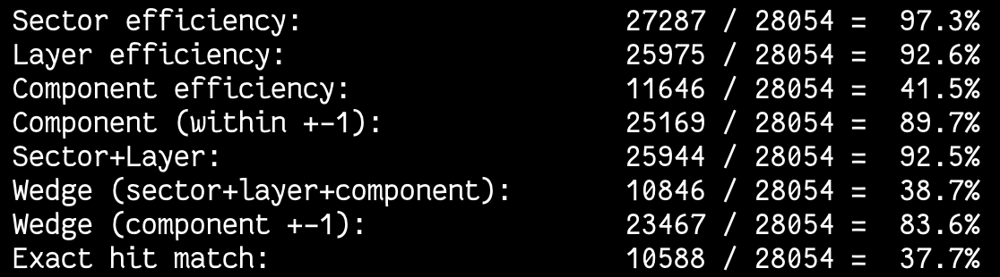 Sector efficiency: 27287 / 28054 = 97.3%
Layer efficiency: 25975 / 28054 = 92.6%
Component efficiency: 11646 / 28054 = 41.5%
Component (within +-1): 25169 / 28054 = 89.7%
Sector+Layer: 25944 / 28054 = 92.5%
Wedge (sector+layer+component): 10846 / 28054 = 38.7%
Wedge (component +-1): 23467 / 28054 = 83.6%
Exact hit match: 10588 / 28054 = 37.7%